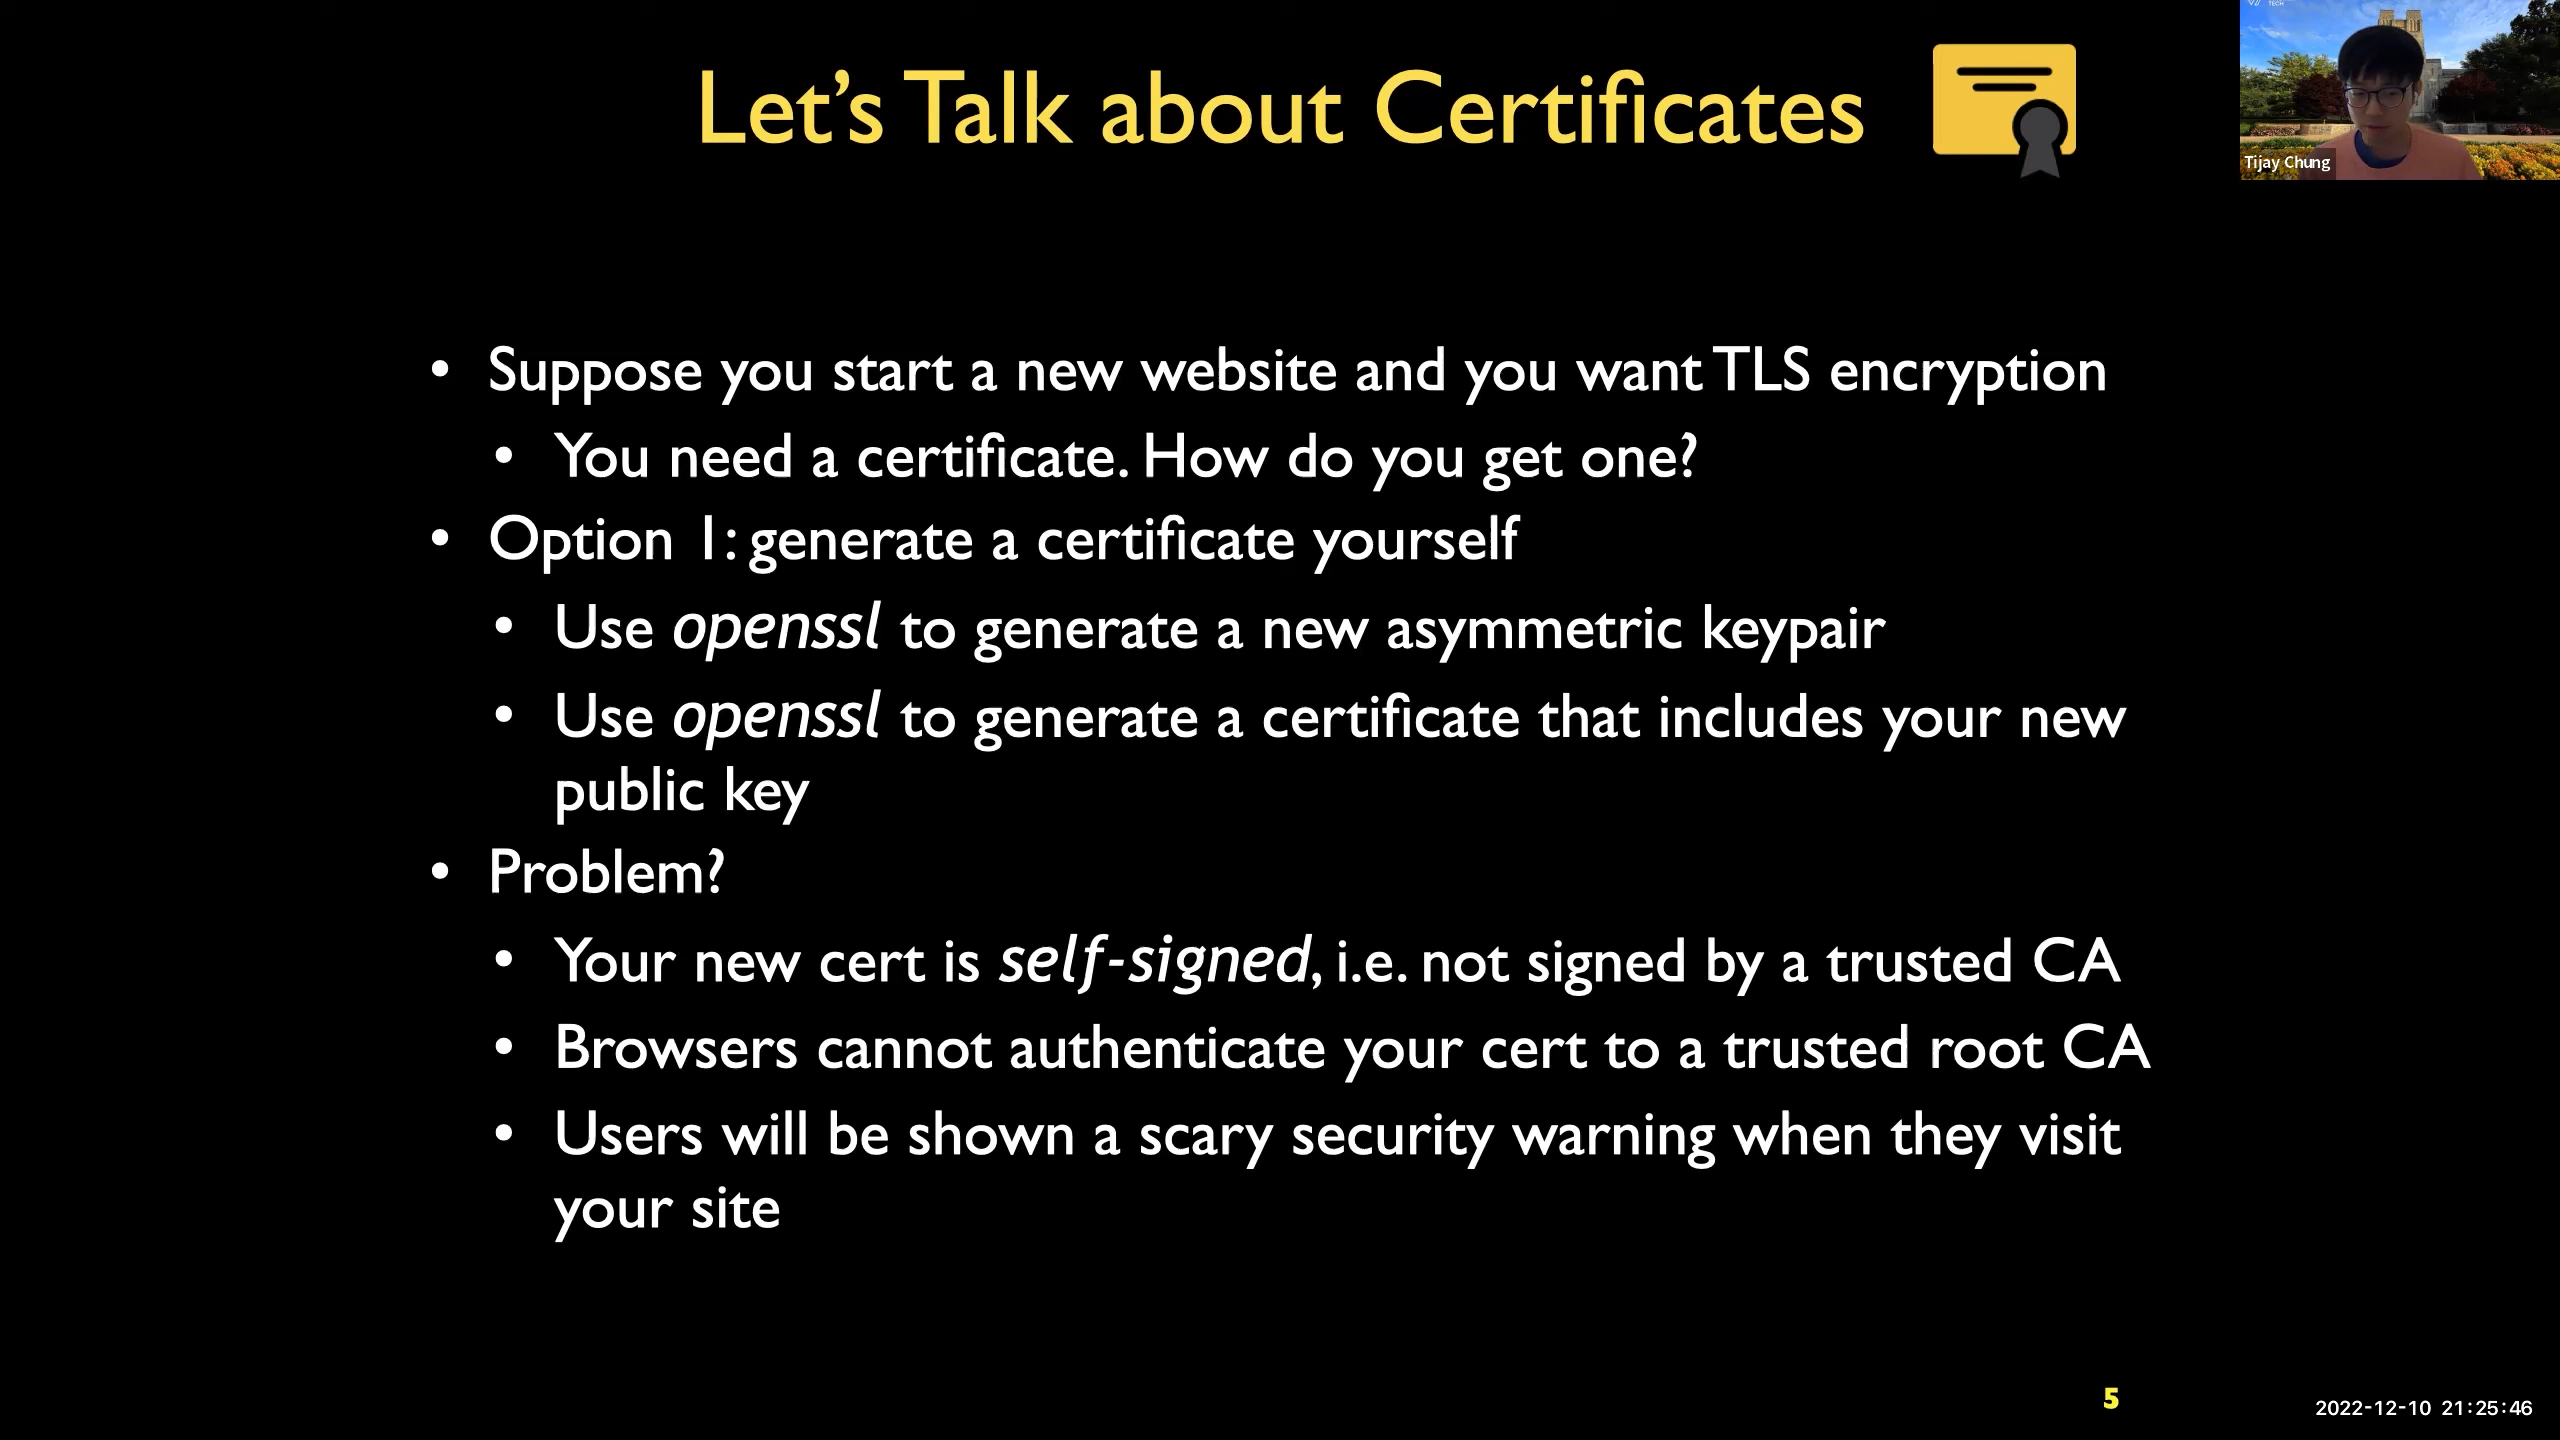 TECH
Let's Talk about Certificates
Tijay Chung
• Suppose you start a new website and you want TLS encryption
• You need a certificate. How do you get one?
• Option 1: generate a certificate yourself
• Use openssl to generate a new asymmetric keypair
• Use openssl to generate a certificate that includes your new
public key
• Problem?
• Your new cert is self-signed, i.e. not signed by a trusted CA
• Browsers cannot authenticate your cert to a trusted root CA
• Users will be shown a scary security warning when they visit
your site
5
2022-12-10 21:25:46